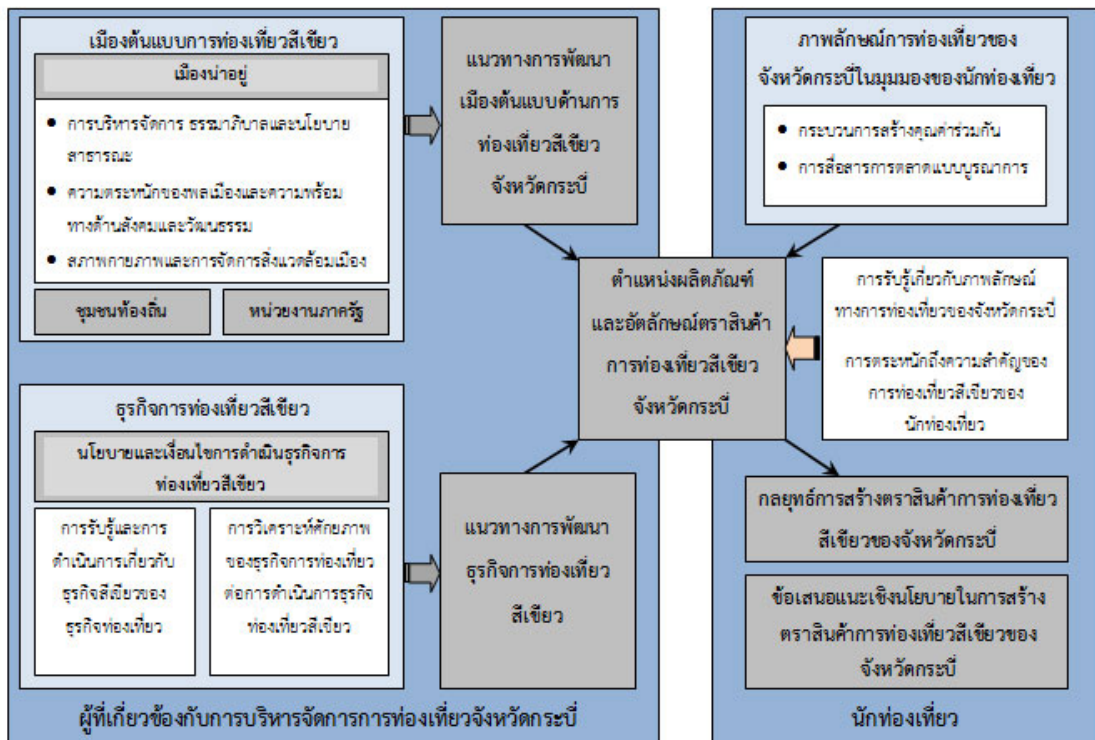 เมืองต้นแบบการท่องเที่ยวสีเขียว
เมืองน่าอยู่
• การบริหารจัดการ ธรรมาภิบาลและนโยบาย
สาธารณะ
• ความตระหนักของพลเมืองและความพร้อม
ทางด้านสังคมและวัฒนธรรม
• สภาพกายภาพและการจัดการสิ่งแวดล้อมเมือง
ชุมชนท้องถิ่น
หน่วยงานภาครัฐ
แนวทางการพัฒนา
เมืองต้นแบบด้านการ
ท่องเที่ยวสีเขียว
จังหวัดกระบี่
ธุรกิจการท่องเที่ยวสีเขียว
นโยบายและเงื่อนไขการดำเนินธุรกิจการ
ท่องเที่ยวสีเขียว
การรับรู้และการ
ดำเนินการเกี่ยวกับ
ธุรกิจสีเขียวของ
ธุรกิจท่องเที่ยว
การวิเคราะห์ศักยภาพ
ของธุรกิจการท่องเที่ยว
ต่อการดำเนินการธุรกิจ
ท่องเที่ยวสีเขียว
แนวทางการพัฒนา
ธุรกิจการท่องเที่ยว
สีเขียว
ผู้ที่เกี่ยวข้องกับการบริหารจัดการการท่องเที่ยวจังหวัดกระบี่
ตำแหน่งผลิตภัณฑ์
และอัตลักษณ์ตราสินค้า
การท่องเที่ยวสีเขียว
จังหวัดกระบี่
ภาพลักษณ์การท่องเที่ยวของ
จังหวัดกระบี่ในมุมมองของนักท่องเที่ยว
• กระบวนการสร้างคุณค่าร่วมกัน
• การสื่อสารการตลาดแบบบูรณาการ
การรับรู้เกี่ยวกับภาพลักษณ์
ทางการท่องเที่ยวของจังหวัดกระบี่
การตระหนักถึงความสำคัญของ
การท่องเที่ยวสีเขียวของ
นักท่องเที่ยว
กลยุทธ์การสร้างตราสินค้าการท่องเที่ยว
สีเขียวของจังหวัดกระบี่
ข้อเสนอแนะเชิงนโยบายในการสร้าง
ตราสินค้าการท่องเที่ยวสีเขียวของ
จังหวัดกระบี่
นักท่องเที่ยว